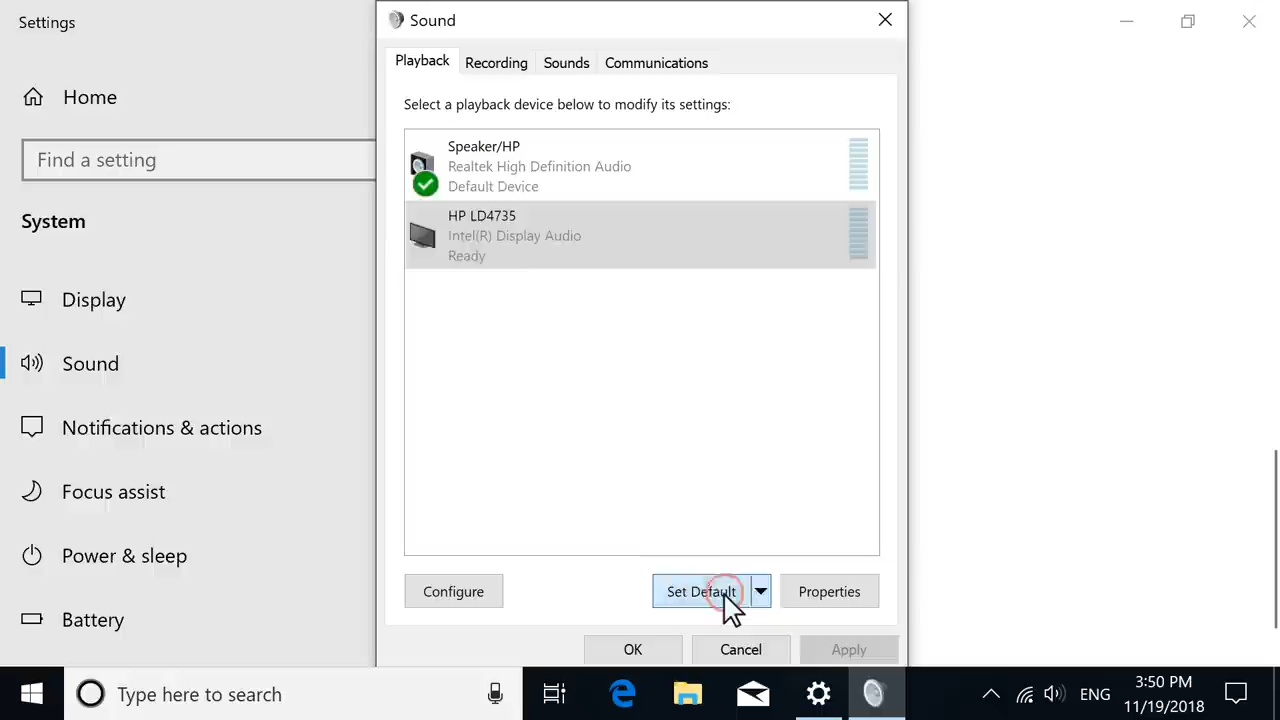 Settings
Home
Find a setting
System
Display
Sound
Notifications & actions
Focus assist
Power & sleep
Battery
Sound
Playback
Recording
Sounds
Communications
Select a playback device below to modify its settings:
Speaker/HP
Realtek High Definition Audio
Default Device
HP LD4735
Intel(R) Display Audio
Ready
Configure
Set Default
Properties
OK
Cancel
Apply
Type here to search
ENG
3:50 PM
11/19/2018